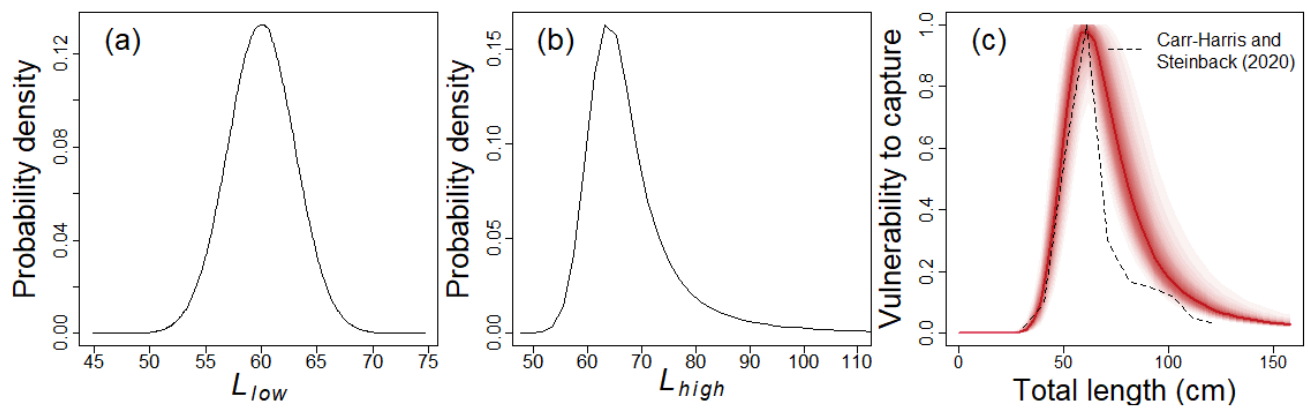 (a)
Probability density
0.00
0.04
0.08
0.12
45 50 55 60 65 70 75
L low
(b)
Probability density
0.00
0.05
0.10
0.15
50 60 70 80 90 100 110
L high
(c)
Carr-Harris and
Steinback (2020)
Vulnerability to capture
0.0
0.2
0.4
0.6
0.8
1.0
0 50 100 150
Total length (cm)